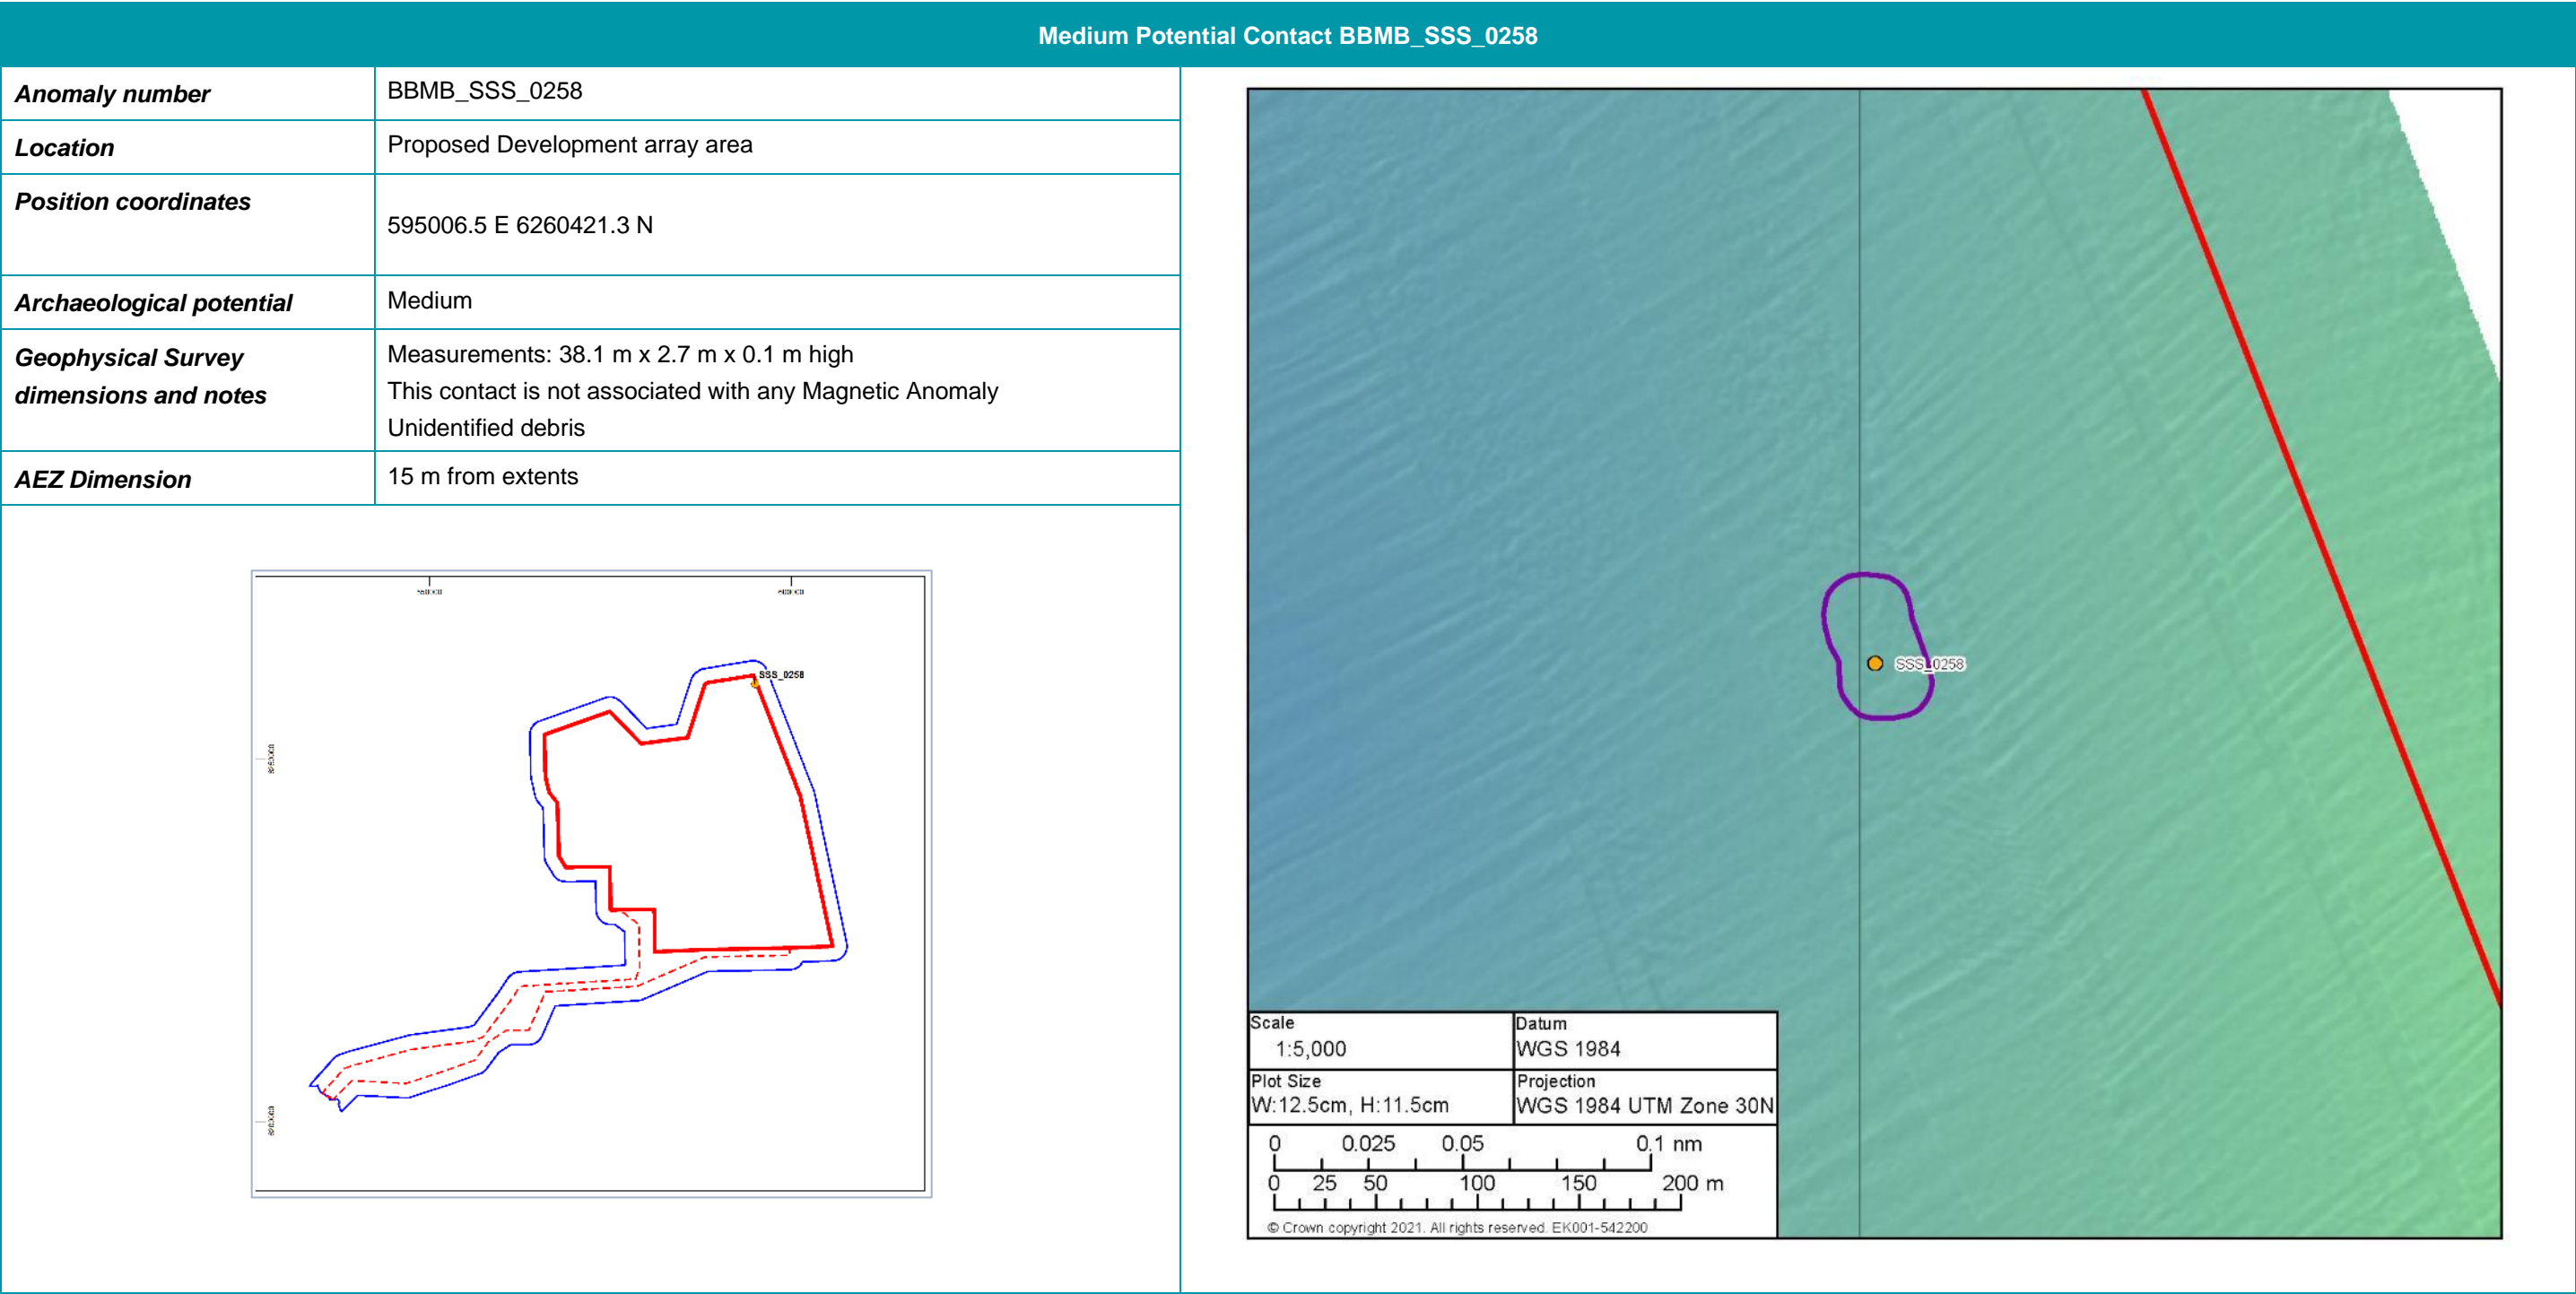 Medium Potential Contact BBMB_SSS_0258
Anomaly number
BBMB_SSS_0258
Location
Proposed Development array area
Position coordinates
595006.5 E 6260421.3 N
Archaeological potential
Medium
Geophysical Survey
dimensions and notes
Measurements: 38.1 m x 2.7 m x 0.1 m high
This contact is not associated with any Magnetic Anomaly
Unidentified debris
AEZ Dimension
15 m from extents
550000
600000
SSS_0258
6250000
6200000
SSS_0258
Scale
1:5,000
Datum
WGS 1984
Plot Size
W:12.5cm, H:11.5cm
Projection
WGS 1984 UTM Zone 30N
0 0.025 0.05 0.1 nm
0 25 50 100 150 200 m
© Crown copyright 2021. All rights reserved. EK001-542200